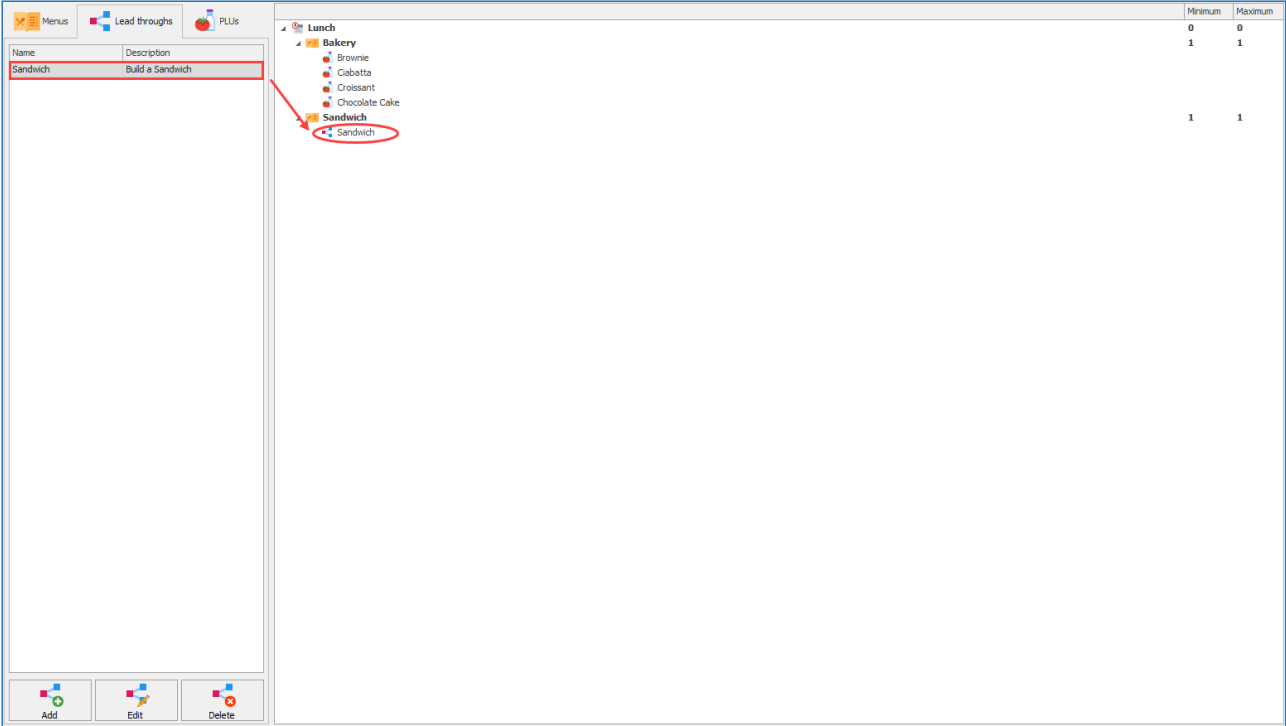 Menus
Lead throughs
PLUs
Name Description
Sandwich Build a Sandwich
Add Edit Delete
Minimum Maximum
Lunch 0 0
Bakery 1 1
Brownie
Ciabatta
Croissant
Chocolate Cake
Sandwich 1 1
Sandwich